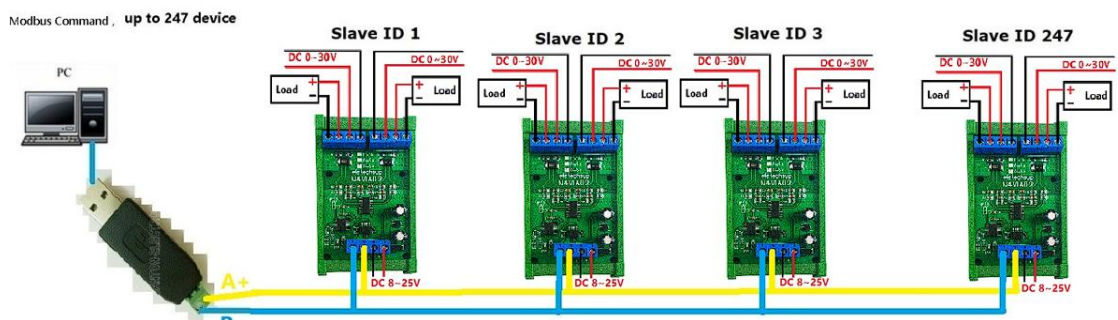 Modbus Command , up to 247 device
PC
Slave ID 1
DC 0~30V
DC 0~30V
+
Load
−
+
Load
−
Slave ID 2
DC 0~30V
DC 0~30V
+
Load
−
+
Load
−
Slave ID 3
DC 0~30V
DC 0~30V
+
Load
−
+
Load
−
Slave ID 247
DC 0~30V
DC 0~30V
+
Load
−
+
Load
−
A+
DC 8~25V
DC 8~25V
DC 8~25V
DC 8~25V